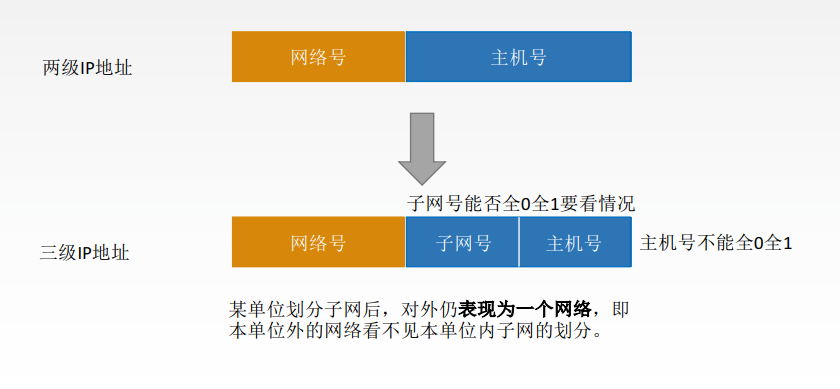 两级IP地址
网络号
主机号
子网号能否全0全1要看情况
三级IP地址
网络号
子网号
主机号
主机号不能全0全1
某单位划分子网后，对外仍表现为一个网络，即
本单位外的网络看不见本单位内子网的划分。